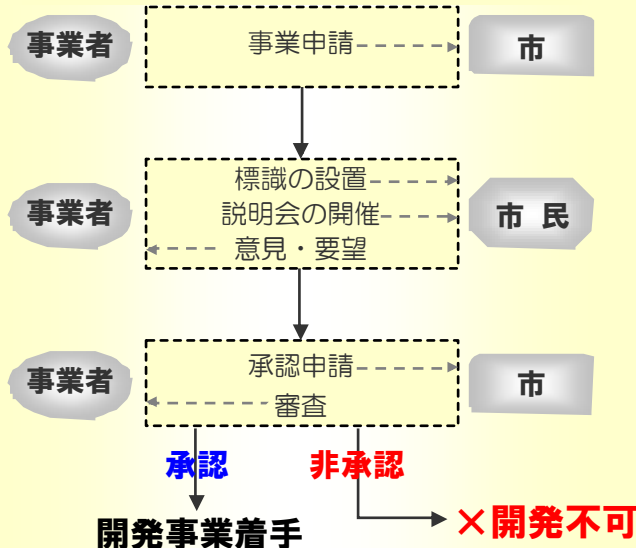 事業者
事業申請
市
標識の設置
事業者
説明会の開催
市 民
意見・要望
事業者
承認申請
市
審査
承認
非承認
開発事業着手
×開発不可